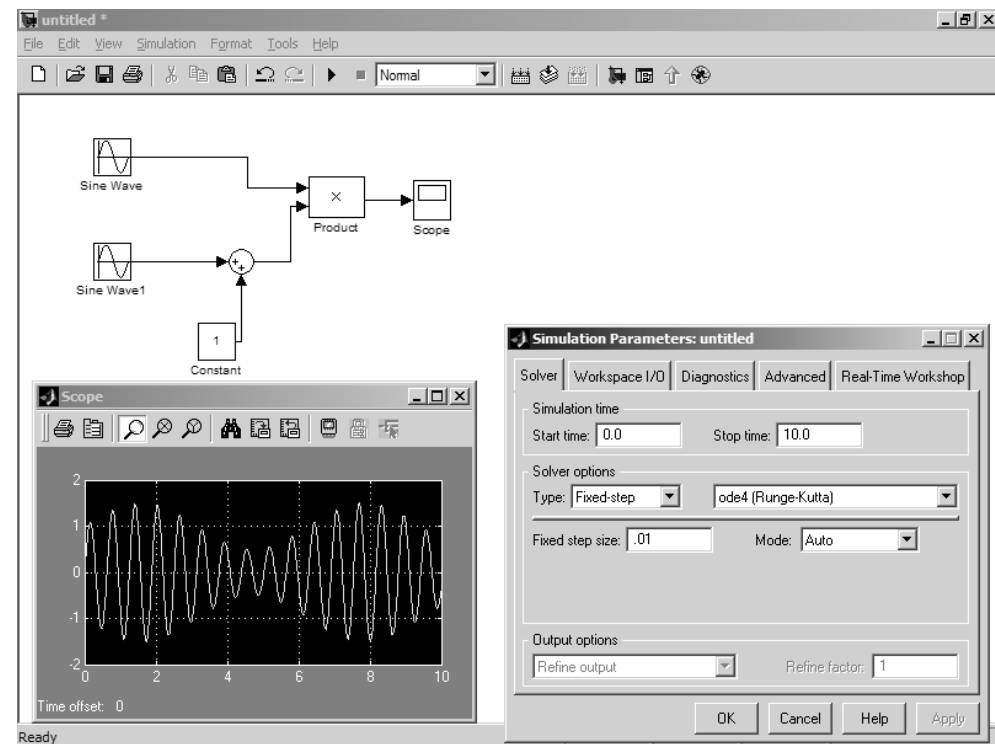 untitled *
File Edit View Simulation Format Tools Help
Normal
Sine Wave
×
Product
Scope
Sine Wave1
+
+
1
Constant
Scope
2
1
0
-1
-2
0 2 4 6 8 10
Time offset: 0
Simulation Parameters: untitled
Solver Workspace I/O Diagnostics Advanced Real-Time Workshop
Simulation time
Start time: 0.0 Stop time: 10.0
Solver options
Type: Fixed-step ode4 (Runge-Kutta)
Fixed step size: .01 Mode: Auto
Output options
Refine output Refine factor: 1
OK Cancel Help Apply
Ready